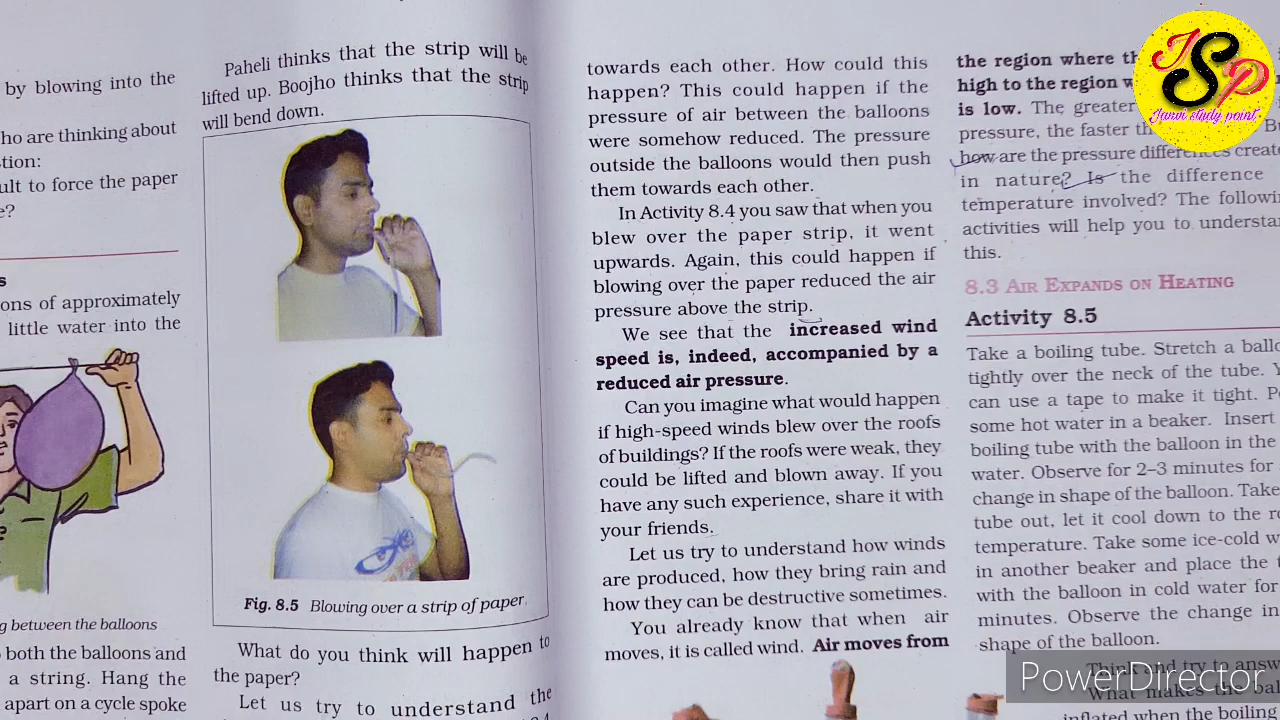 by blowing into the
ho are thinking about
tion:
ult to force the paper
e?
s
ons of approximately
little water into the
g between the balloons
both the balloons and
a string. Hang the
apart on a cycle spoke
Paheli thinks that the strip will be
lifted up. Boojho thinks that the strip
will bend down.
Fig. 8.5 Blowing over a strip of paper
What do you think will happen to
the paper?
Let us try to understand the
towards each other. How could this
happen? This could happen if the
pressure of air between the balloons
were somehow reduced. The pressure
outside the balloons would then push
them towards each other.
In Activity 8.4 you saw that when you
blew over the paper strip, it went
upwards. Again, this could happen if
blowing over the paper reduced the air
pressure above the strip.
We see that the increased wind
speed is, indeed, accompanied by a
reduced air pressure.
Can you imagine what would happen
if high-speed winds blew over the roofs
of buildings? If the roofs were weak, they
could be lifted and blown away. If you
have any such experience, share it with
your friends.
Let us try to understand how winds
are produced, how they bring rain and
how they can be destructive sometimes.
You already know that when air
moves, it is called wind. Air moves from
the region where th
high to the region w
is low. The greater
pressure, the faster th
how are the pressure differences create
in nature? Is the difference
temperature involved? The followi
activities will help you to understa
this.
8.3 AIR EXPANDS ON HEATING
Activity 8.5
Take a boiling tube. Stretch a ballo
tightly over the neck of the tube. Y
can use a tape to make it tight. P
some hot water in a beaker. Insert
boiling tube with the balloon in the
water. Observe for 2–3 minutes for
change in shape of the balloon. Take
tube out, let it cool down to the ro
temperature. Take some ice-cold w
in another beaker and place the t
with the balloon in cold water for
minutes. Observe the change in
shape of the balloon.
Think and try to answ
What makes the bal
inflated when the boiling
JSP
Janvi study point
PowerDirector